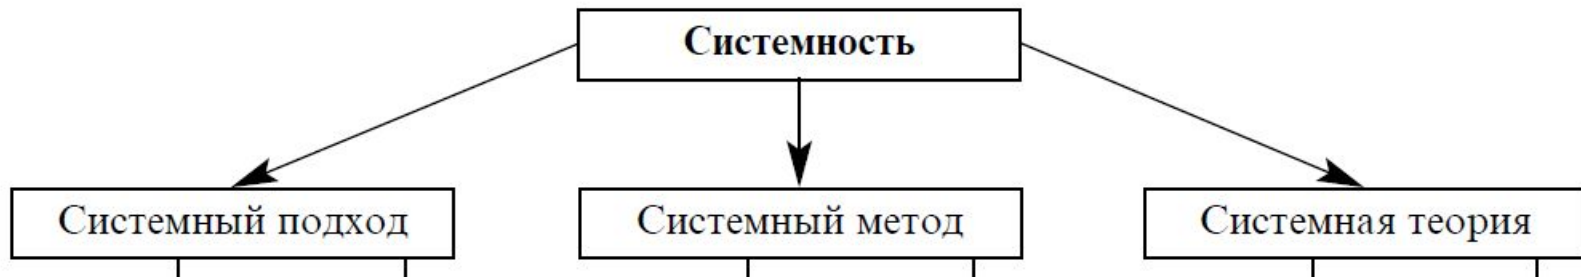 Системность
Системный подход
Системный метод
Системная теория